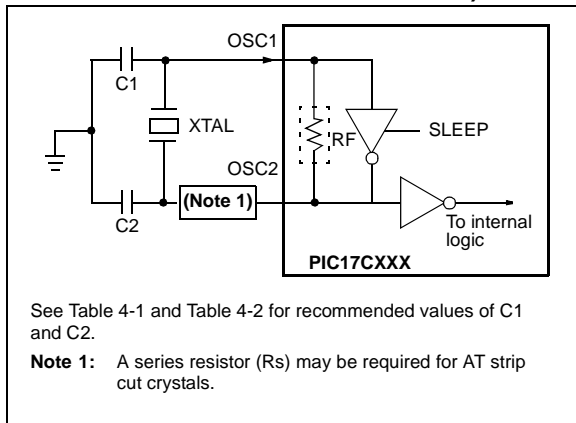 OSC1
C1
XTAL
RF
SLEEP
OSC2
(Note 1)
C2
To internal
logic
PIC17CXXX
See Table 4-1 and Table 4-2 for recommended values of C1
and C2.
Note 1: A series resistor (Rs) may be required for AT strip
cut crystals.